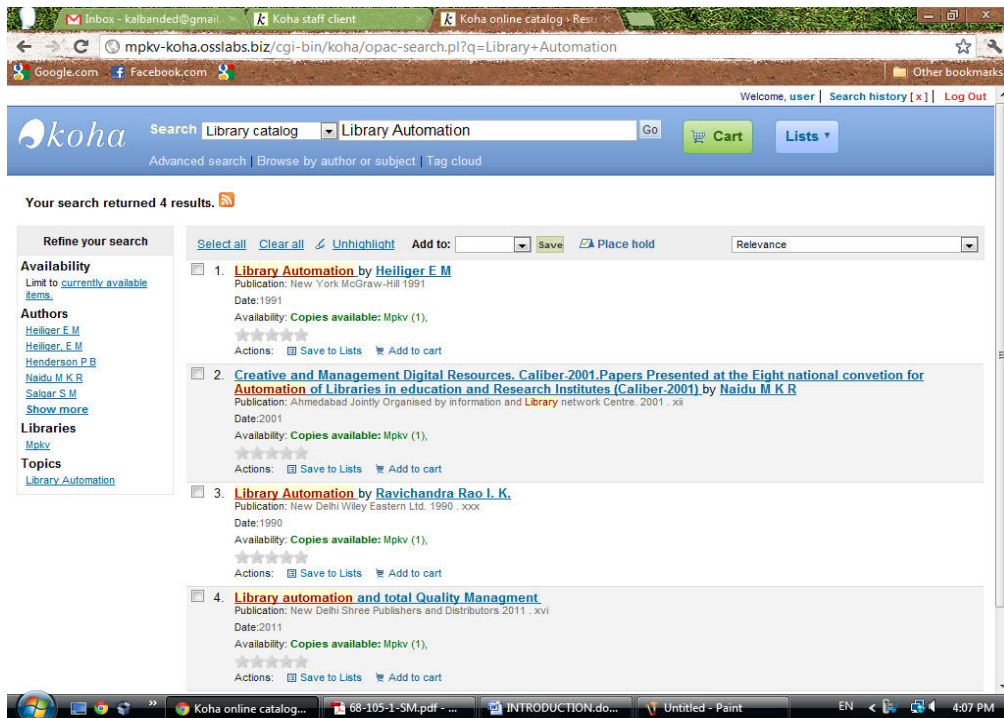 Inbox - kalbanded@gmail
Koha staff client
Koha online catalog › Resu
mpkv-koha.osslabs.biz/cgi-bin/koha/opac-search.pl?q=Library+Automation
Google.com Facebook.com Other bookmarks
Welcome, user | Search history [x] | Log Out
koha Search Library catalog Library Automation Go Cart Lists
Advanced search | Browse by author or subject | Tag cloud
Your search returned 4 results.
Refine your search
Availability
Limit to currently available
items.
Authors
Heiliger E M
Heiliger, E M
Henderson P B
Naidu M K R
Salgar S M
Show more
Libraries
Mpkv
Topics
Library Automation
Select all Clear all Unhighlight Add to: Save Place hold Relevance
1. Library Automation by Heiliger E M
Publication: New York McGraw-Hill 1991
Date:1991
Availability: Copies available: Mpkv (1),
Actions: Save to Lists Add to cart
2. Creative and Management Digital Resources. Caliber-2001.Papers Presented at the Eight national convetion for
Automation of Libraries in education and Research Institutes (Caliber-2001) by Naidu M K R
Publication: Ahmedabad Jointly Organised by information and Library network Centre. 2001 . xii
Date:2001
Availability: Copies available: Mpkv (1),
Actions: Save to Lists Add to cart
3. Library Automation by Ravichandra Rao I. K.
Publication: New Delhi Wiley Eastern Ltd. 1990 . xxx
Date:1990
Availability: Copies available: Mpkv (1),
Actions: Save to Lists Add to cart
4. Library automation and total Quality Managment
Publication: New Delhi Shree Publishers and Distributors 2011 . xvi
Date:2011
Availability: Copies available: Mpkv (1),
Actions: Save to Lists Add to cart
Koha online catalog... 68-105-1-SM.pdf - ... INTRODUCTION.do... Untitled - Paint EN 4:07 PM